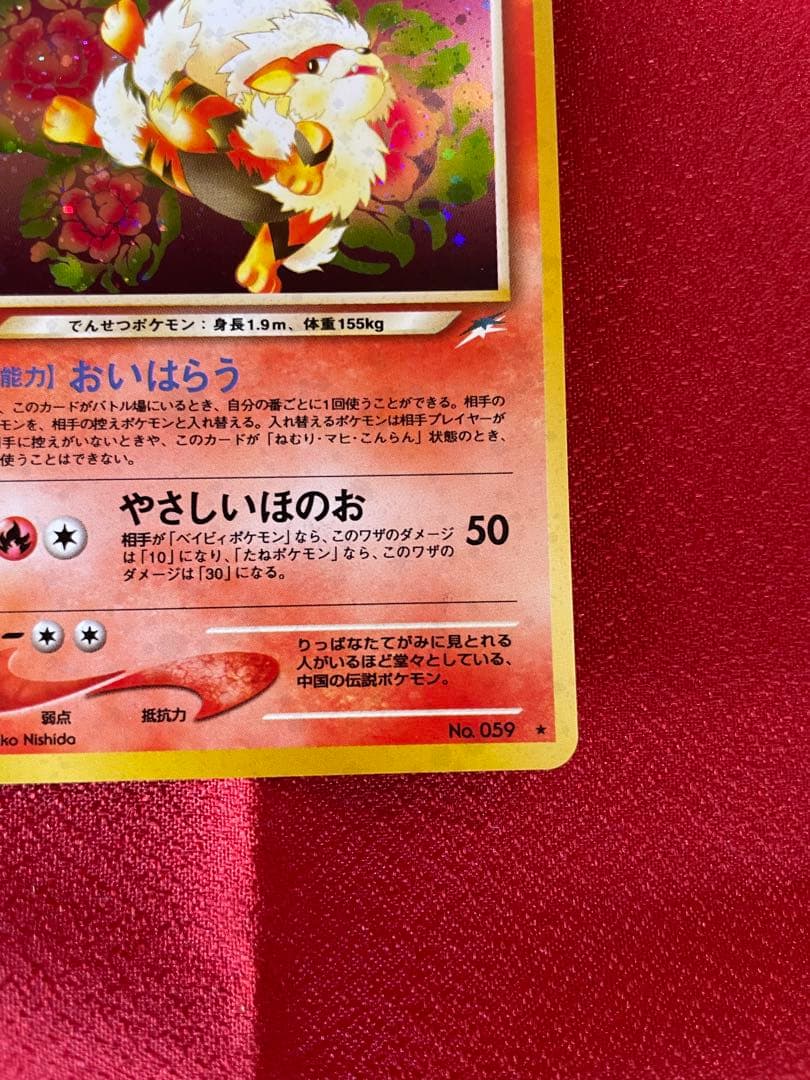 でんせつポケモン：身長1.9m、体重155kg
能力】おいはらう
、このカードがバトル場にいるとき、自分の番ごとに1回使うことができる。相手の
モンを、相手の控えポケモンと入れ替える。入れ替えるポケモンは相手プレイヤーが
手に控えがいないときや、このカードが「ねむり・マヒ・こんらん」状態のとき、
使うことはできない。
やさしいほのお
相手が「ベイビィポケモン」なら、このワザのダメージ
は「10」になり、「たねポケモン」なら、このワザの
ダメージは「30」になる。
50
りっぱなたてがみに見とれる
人がいるほど堂々としている、
中国の伝説ポケモン。
弱点 抵抗力
ko Nishida
No. 059 ★